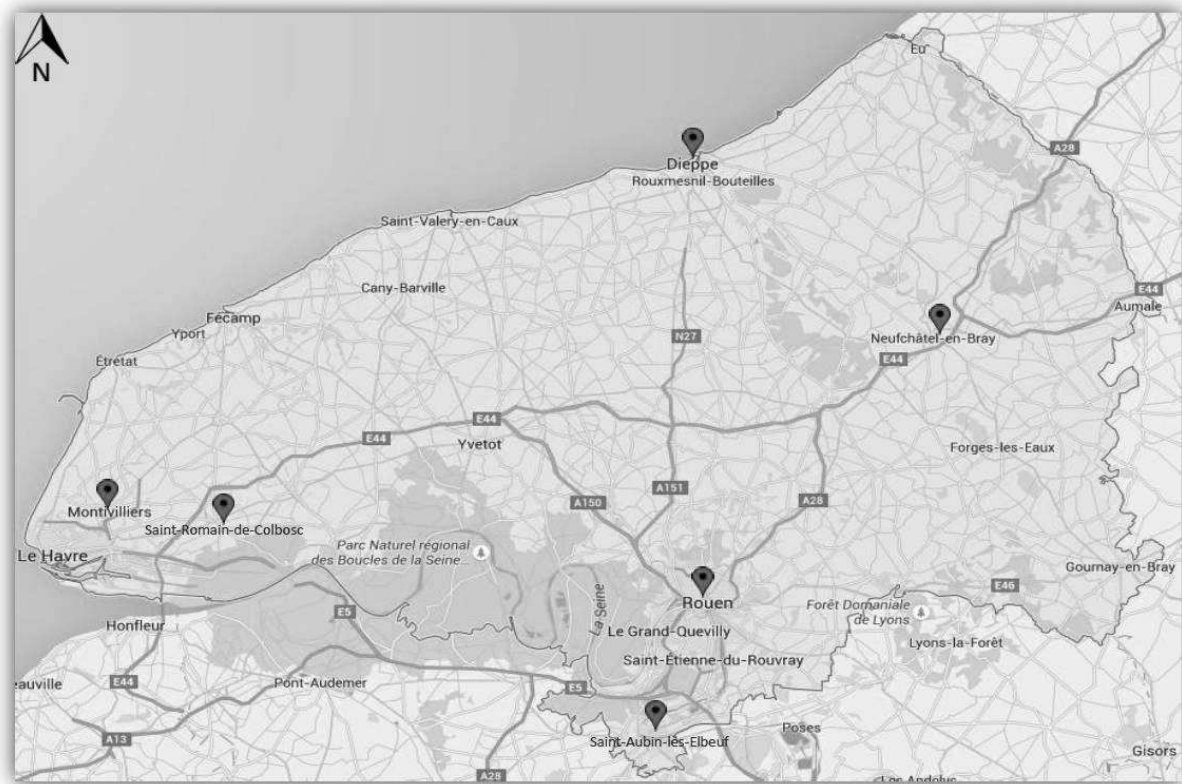 N
Eu
A28
Dieppe
Rouxmesnil-Bouteilles
Saint-Valery-en-Caux
Cany-Barville
E44
Aumale
Fécamp
Yport
Neufchâtel-en-Bray
N27
Étretat
E44
E44
E44
Yvetot
Forges-les-Eaux
A151
A150
A28
Montivilliers
Saint-Romain-de-Colbosc
Le Havre
Parc Naturel régional
des Boucles de la Seine...
Gournay-en-Bray
E46
La Seine
Rouen
Forêt Domaniale
de Lyons
E5
Honfleur
Le Grand-Quevilly
Lyons-la-Forêt
Saint-Étienne-du-Rouvray
eauville
E44
Pont-Audemer
E5
Poses
A13
Saint-Aubin-lès-Elbeuf
Gisors
A28
Les Andelys